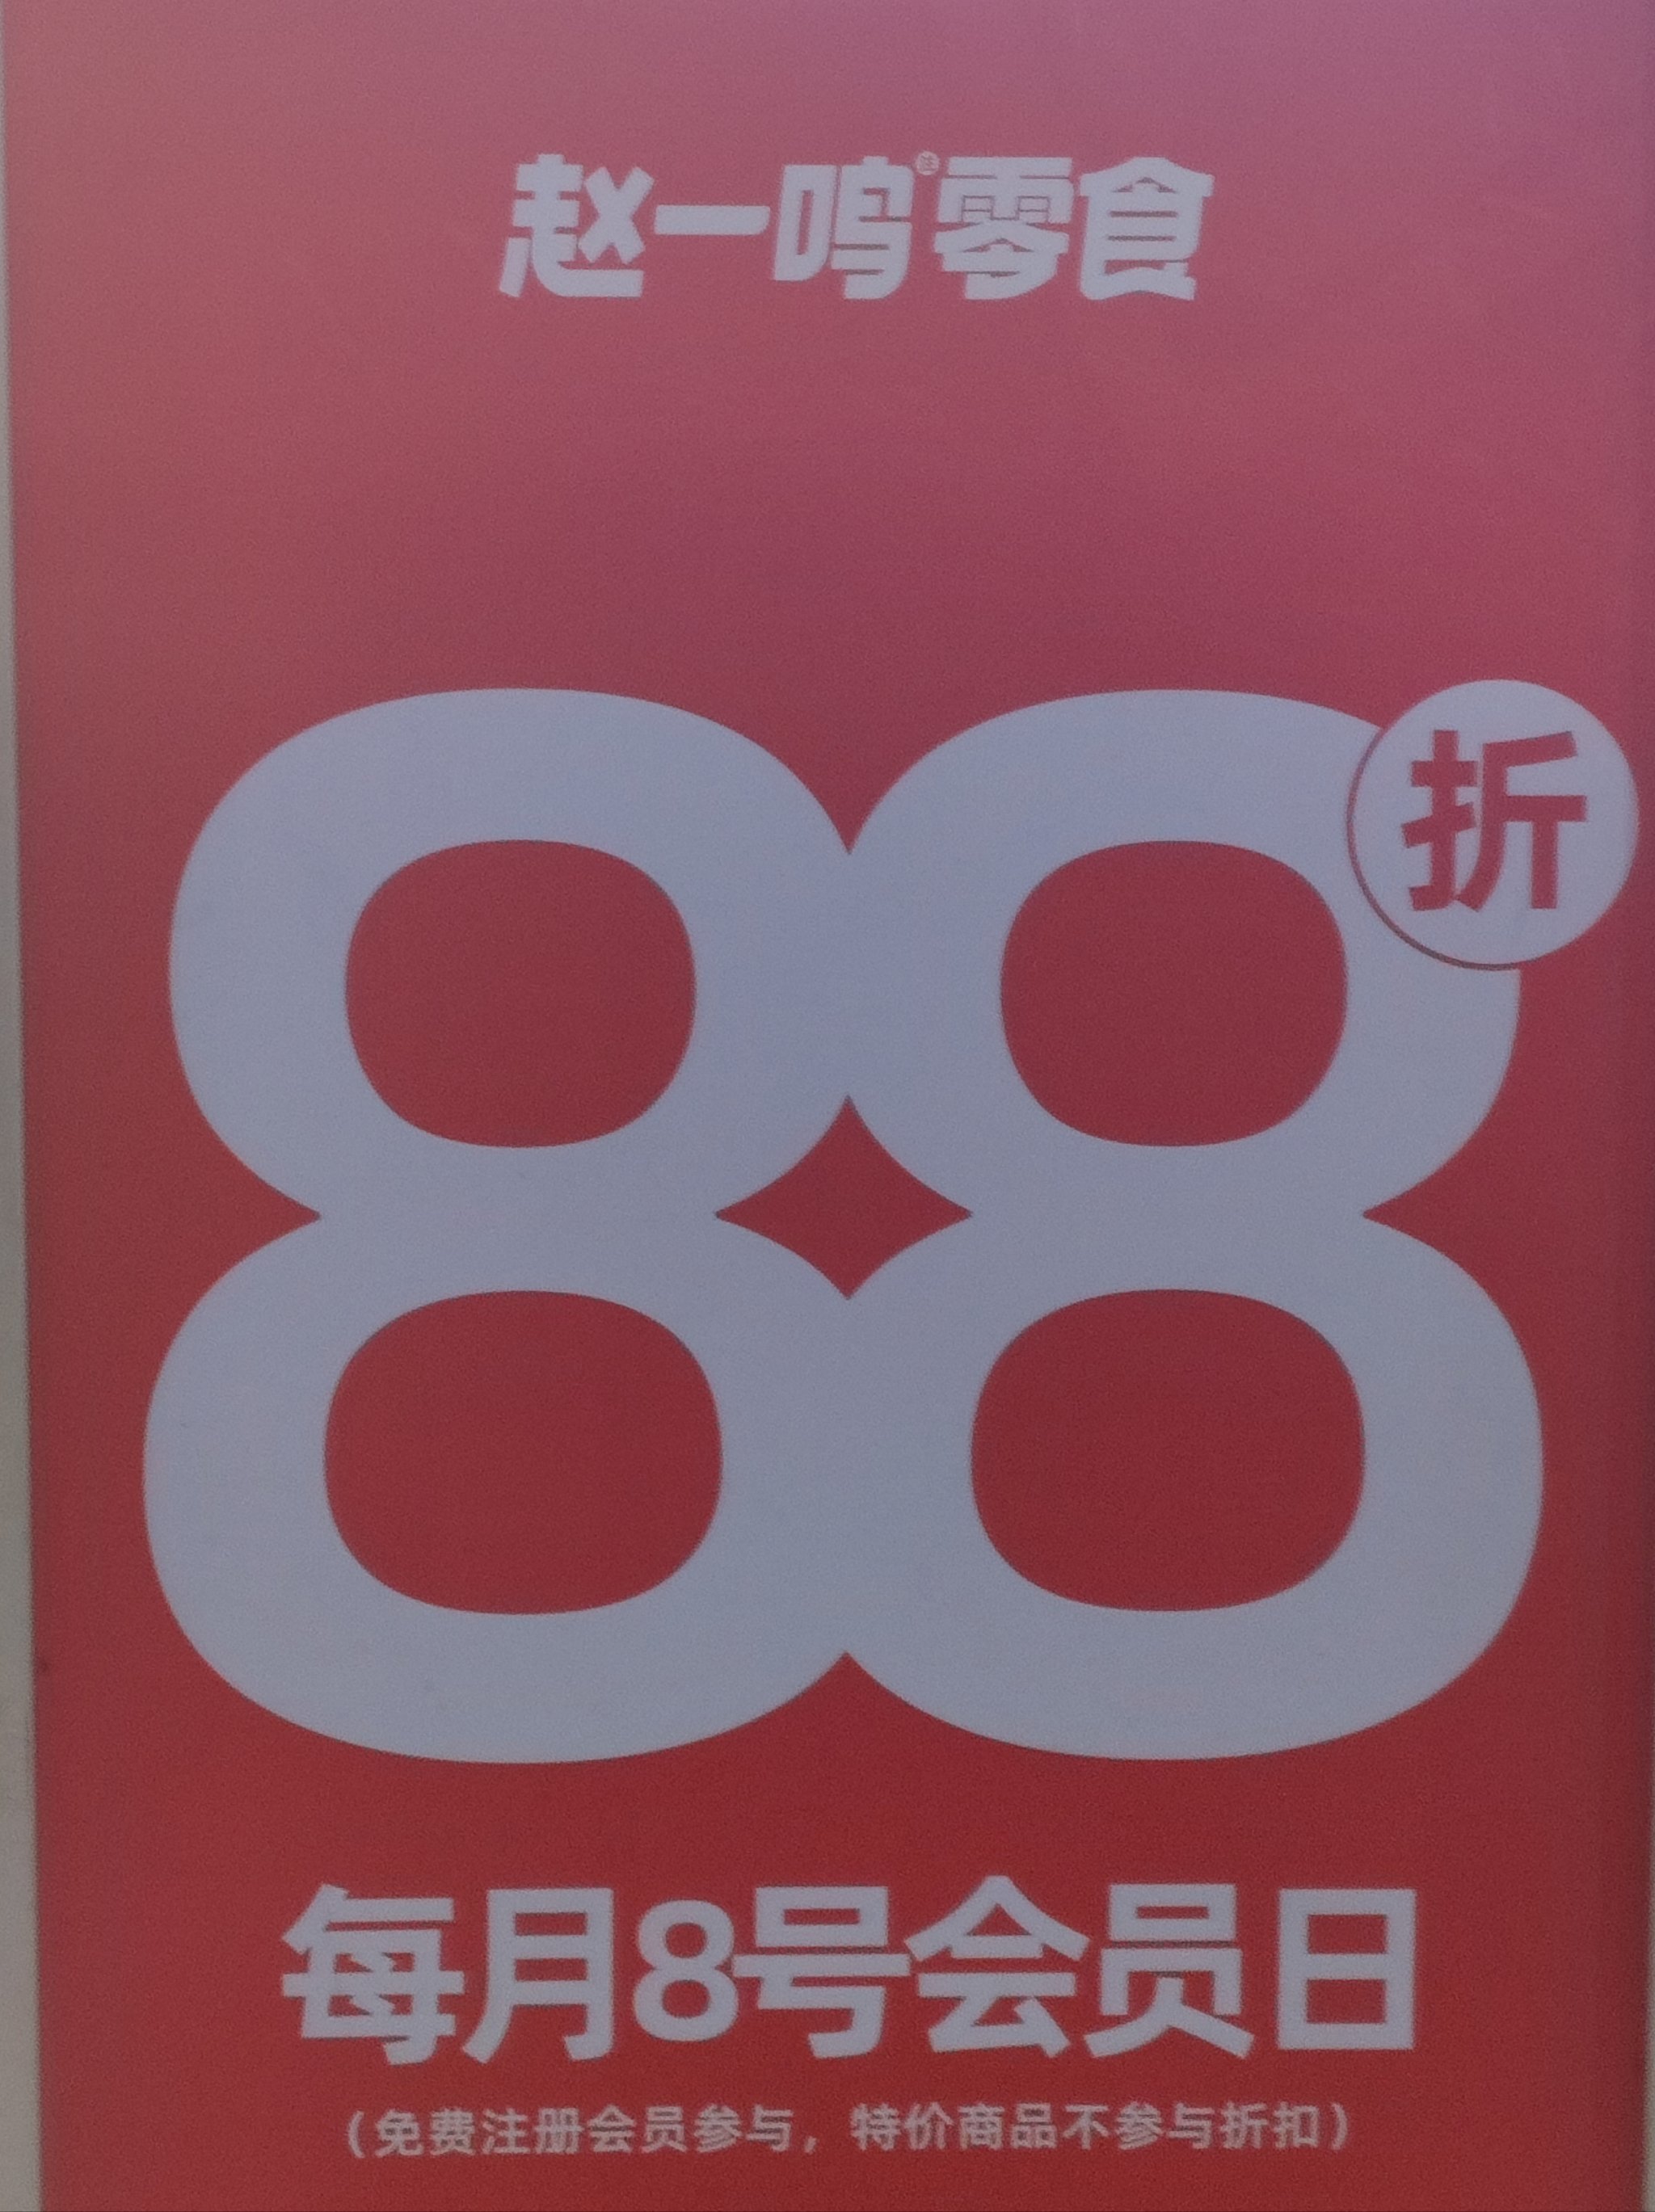 赵一鸣零食
88折
每月8号会员日
（免费注册会员参与，特价商品不参与折扣）